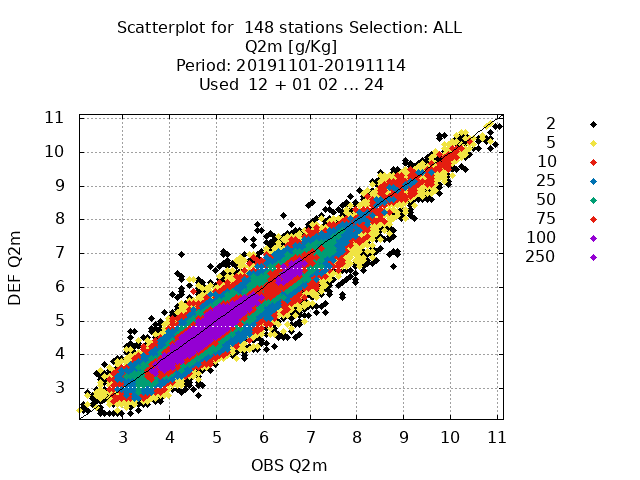 Scatterplot for  148 stations Selection: ALL
Q2m [g/Kg]
Period: 20191101-20191114
Used  12 + 01 02 ... 24
11
10
9
8
7
6
5
4
3
DEF Q2m
3 4 5 6 7 8 9 10 11
OBS Q2m
2
5
10
25
50
75
100
250